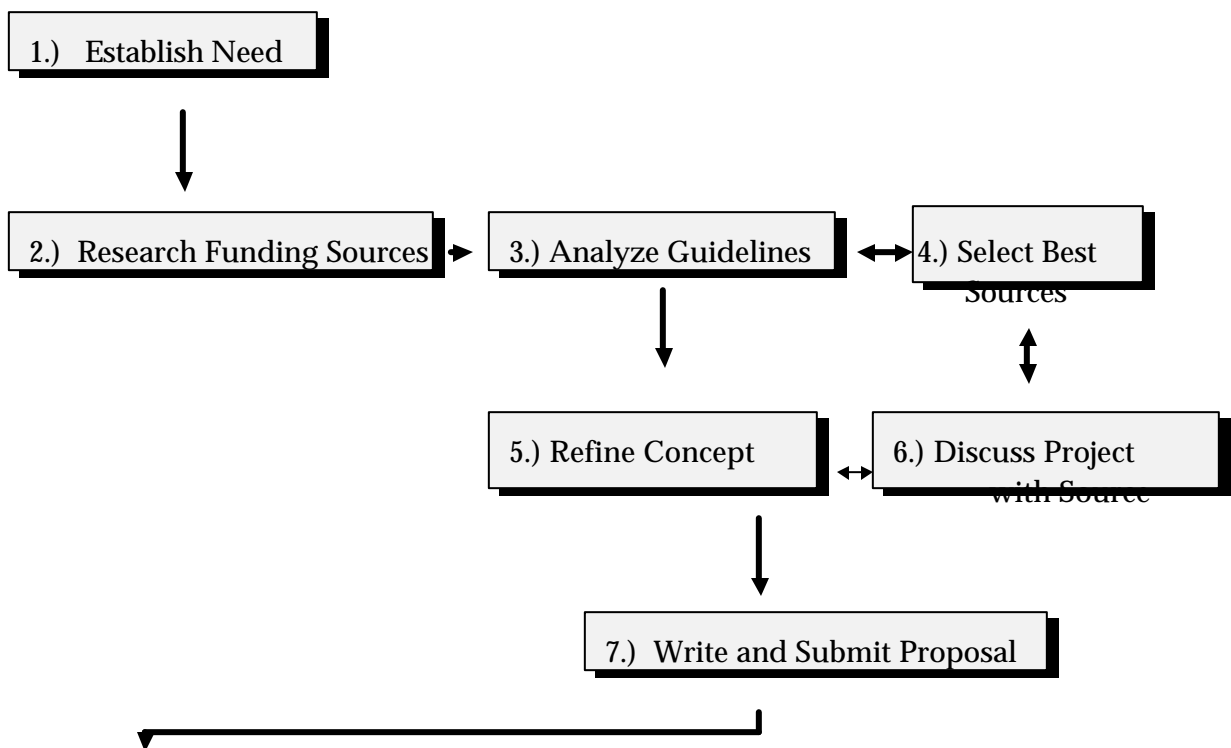 1.) Establish Need
2.) Research Funding Sources
3.) Analyze Guidelines
4.) Select Best
Sources
5.) Refine Concept
6.) Discuss Project
with Source
7.) Write and Submit Proposal